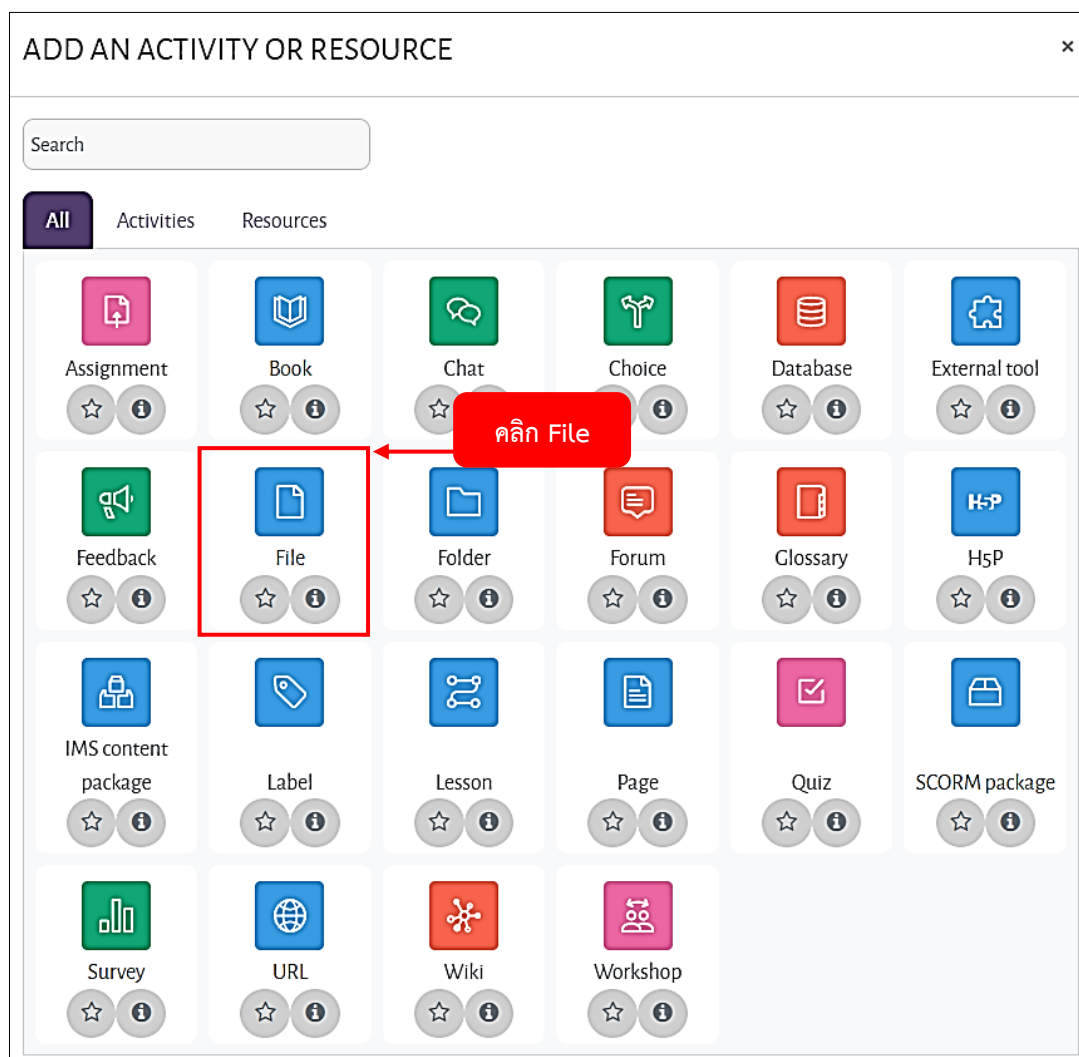 ADD AN ACTIVITY OR RESOURCE ×
Search
All Activities Resources
Assignment Book Chat Choice Database External tool
คลิก File
Feedback File Folder Forum Glossary H5P
H5P
IMS content
package Label Lesson Page Quiz SCORM package
Survey URL Wiki Workshop